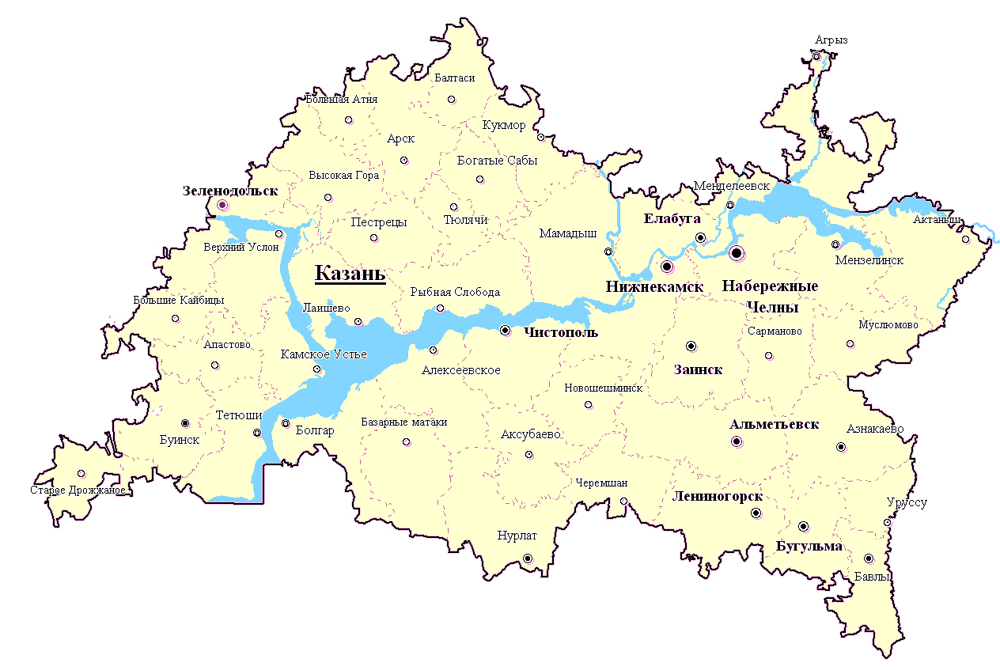 Агрыз
Балтаси
Большая Атня
Кукмор
Арск
Богатые Сабы
Высокая Гора
Менделеевск
Зеленодольск
Тюлячи
Елабуга
Актаныш
Пестрецы
Мамадыш
Верхний Услон
Мензелинск
Казань
Нижнекамск
Набережные
Челны
Рыбная Слобода
Большие Кайбицы
Лаишево
Муслюмово
Чистополь
Сарманово
Апастово
Камское Устье
Алексеевское
Заинск
Новошешминск
Тетюши
Базарные матаки
Альметьевск
Болгар
Аксубаево
Азнакаево
Буинск
Черемшан
Старое Дрожжаное
Лениногорск
Уруссу
Нурлат
Бугульма
Бавлы